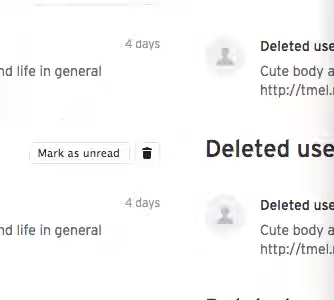 4 days
nd life in general
Mark as unread
4 days
nd life in general
Deleted use
Cute body a
http://tmel.
Deleted use
Deleted use
Cute body a
http://tmel.